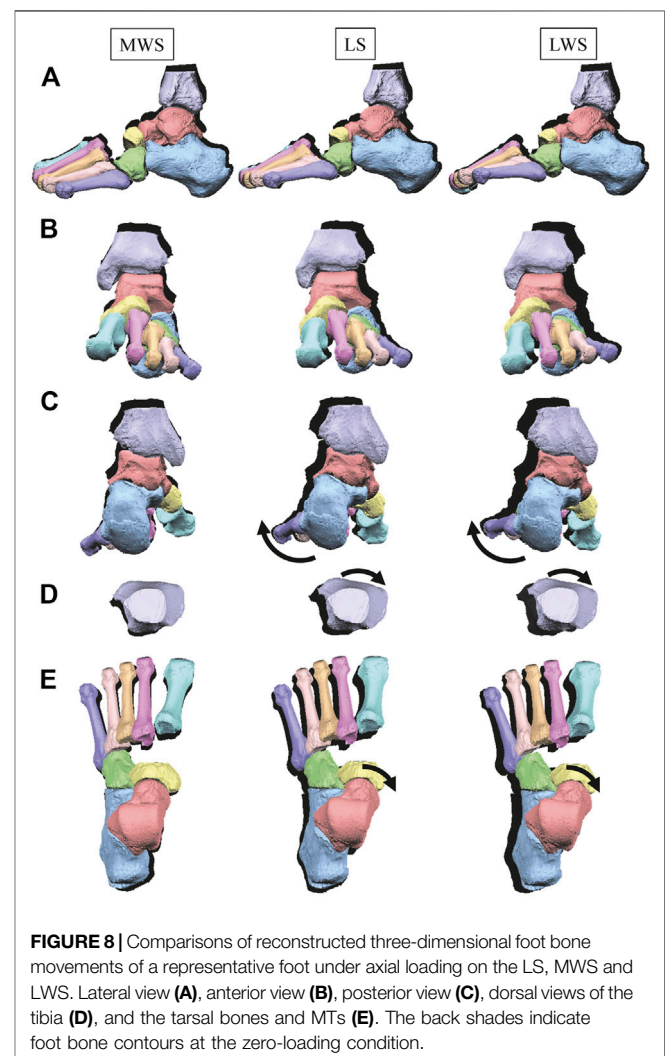 MWS LS LWS
A
B
C
D
E
FIGURE 8 | Comparisons of reconstructed three-dimensional foot bone
movements of a representative foot under axial loading on the LS, MWS and
LWS. Lateral view (A), anterior view (B), posterior view (C), dorsal views of the
tibia (D), and the tarsal bones and MTs (E). The back shades indicate
foot bone contours at the zero-loading condition.